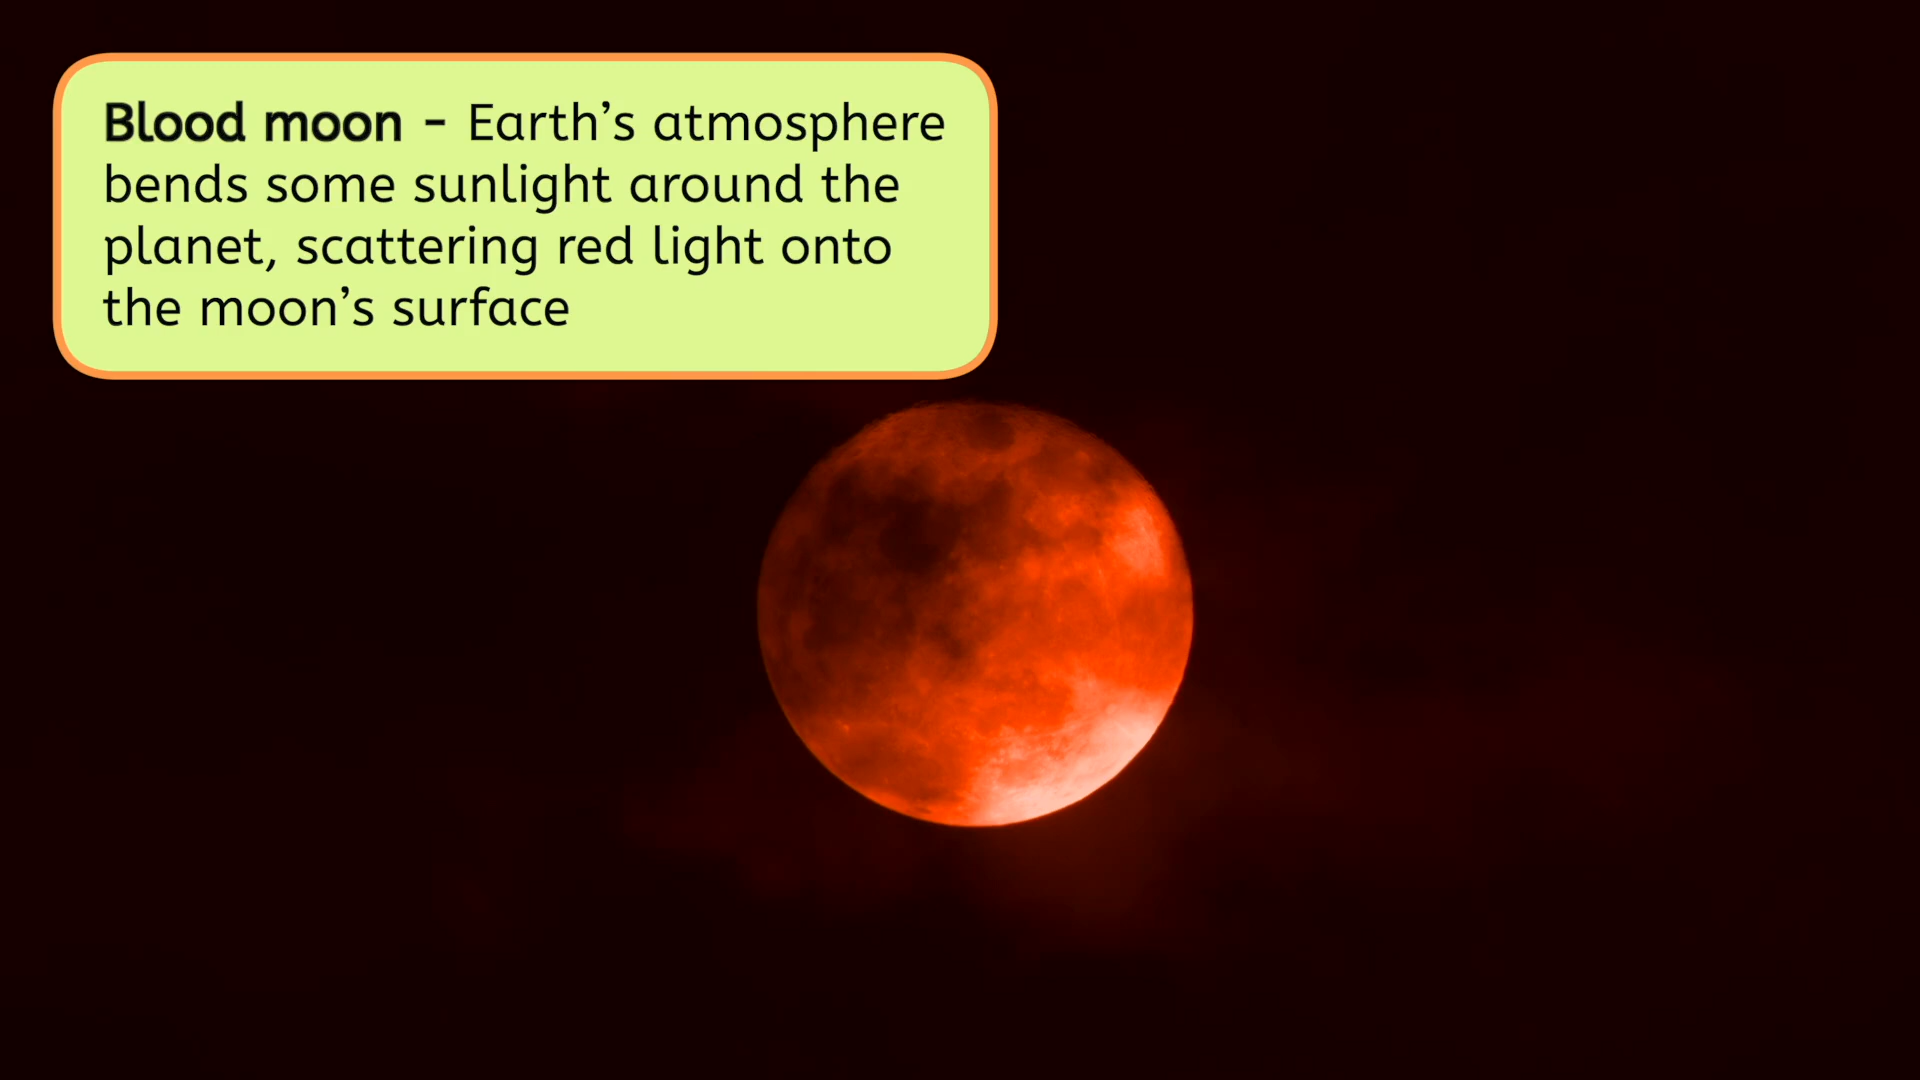 Blood moon - Earth’s atmosphere
bends some sunlight around the
planet, scattering red light onto
the moon’s surface